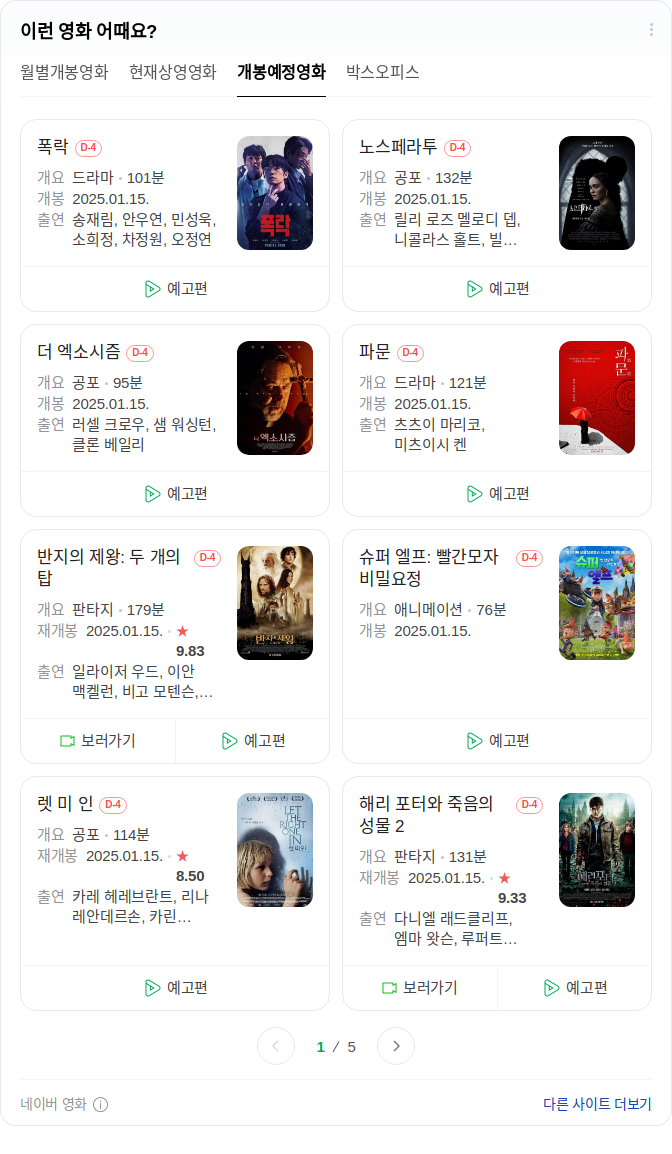 이런 영화 어때요?
월별개봉영화 현재상영영화 개봉예정영화 박스오피스
폭락 D-4
개요 드라마 101분
개봉 2025.01.15.
출연 송재림, 안우연, 민성욱,
소희정, 차정원, 오정연
폭락
예고편
노스페라투 D-4
개요 공포 132분
개봉 2025.01.15.
출연 릴리 로즈 멜로디 뎁,
니콜라스 홀트, 빌...
예고편
더 엑소시즘 D-4
개요 공포 95분
개봉 2025.01.15.
출연 러셀 크로우, 샘 워싱턴,
클론 베일리
더 엑소시즘
예고편
파문 D-4
개요 드라마 121분
개봉 2025.01.15.
출연 츠츠이 마리코,
미츠이시 켄
파문
예고편
반지의 제왕: 두 개의 D-4
탑
개요 판타지 179분
재개봉 2025.01.15. ★
9.83
출연 일라이저 우드, 이안
맥켈런, 비고 모텐슨,...
반지의 제왕
보러가기 예고편
슈퍼 엘프: 빨간모자 D-4
비밀요정
개요 애니메이션 76분
개봉 2025.01.15.
슈퍼
엘프
예고편
렛 미 인 D-4
개요 공포 114분
재개봉 2025.01.15. ★
8.50
출연 카레 헤레브란트, 리나
레안데르손, 카린...
LET
THE
RIGHT
ONE
IN
렛미인
예고편
해리 포터와 죽음의 D-4
성물 2
개요 판타지 131분
재개봉 2025.01.15. ★
9.33
출연 다니엘 래드클리프,
엠마 왓슨, 루퍼트...
보러가기 예고편
1 / 5
네이버 영화
다른 사이트 더보기